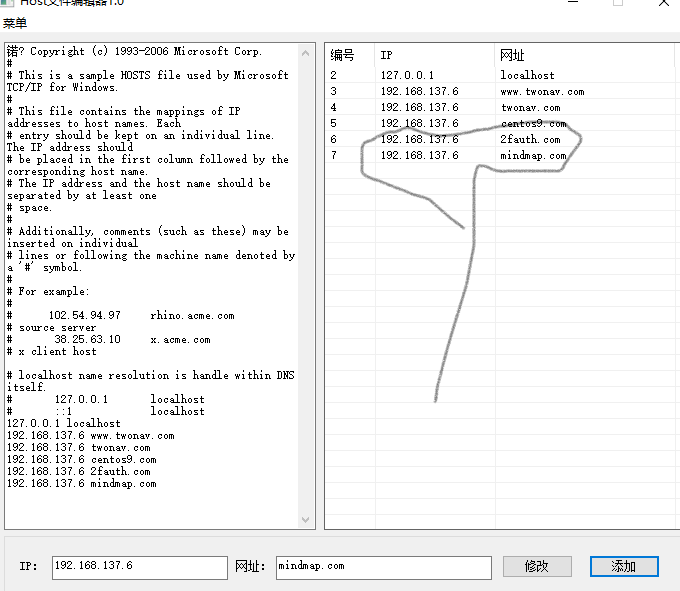 Host文件编辑器1.0
菜单
锘? Copyright (c) 1993-2006 Microsoft Corp.
#
# This is a sample HOSTS file used by Microsoft
TCP/IP for Windows.
#
# This file contains the mappings of IP
addresses to host names. Each
# entry should be kept on an individual line.
The IP address should
# be placed in the first column followed by the
corresponding host name.
# The IP address and the host name should be
separated by at least one
# space.
#
# Additionally, comments (such as these) may be
inserted on individual
# lines or following the machine name denoted by
a '#' symbol.
#
# For example:
#
# 102.54.94.97 rhino.acme.com
# source server
# 38.25.63.10 x.acme.com
# x client host
# localhost name resolution is handle within DNS
itself.
# 127.0.0.1 localhost
# ::1 localhost
127.0.0.1 localhost
192.168.137.6 www.twonav.com
192.168.137.6 twonav.com
192.168.137.6 centos9.com
192.168.137.6 2fauth.com
192.168.137.6 mindmap.com
编号 IP 网址
2 127.0.0.1 localhost
3 192.168.137.6 www.twonav.com
4 192.168.137.6 twonav.com
5 192.168.137.6 centos9.com
6 192.168.137.6 2fauth.com
7 192.168.137.6 mindmap.com
IP: 192.168.137.6 网址: mindmap.com 修改 添加